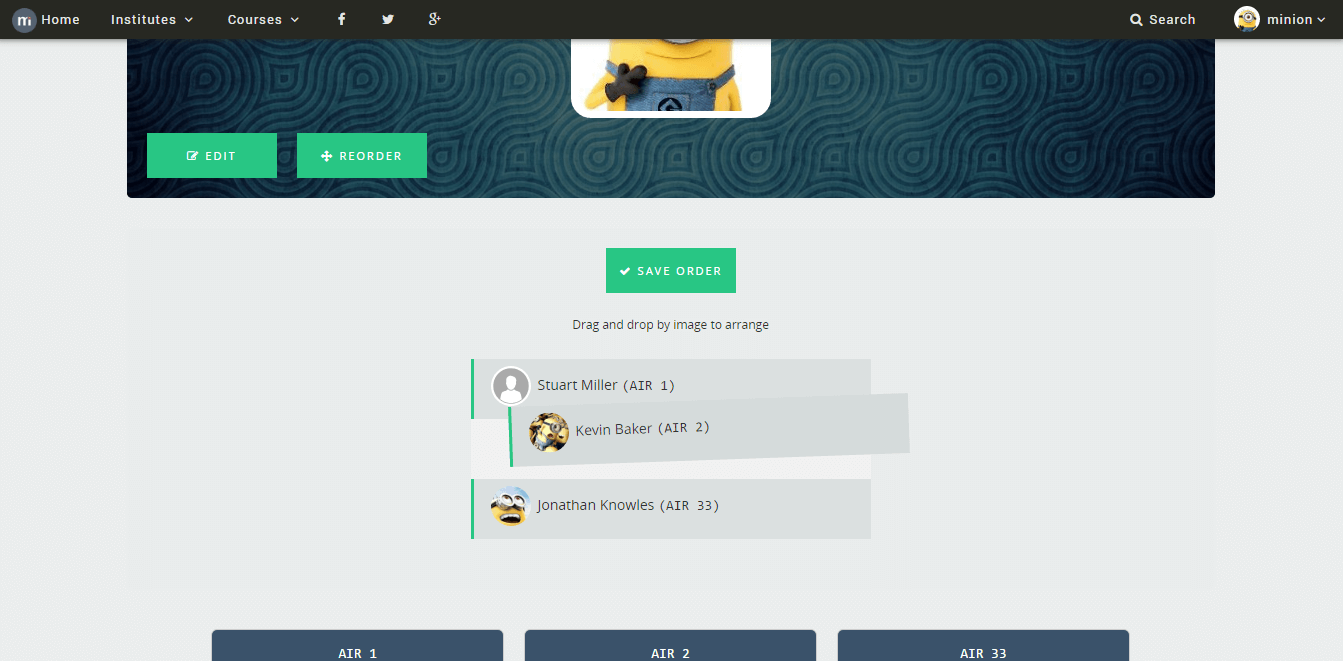 m Home Institutes Courses Search minion
EDIT REORDER
SAVE ORDER
Drag and drop by image to arrange
Stuart Miller (AIR 1)
Kevin Baker (AIR 2)
Jonathan Knowles (AIR 33)
AIR 1 AIR 2 AIR 33